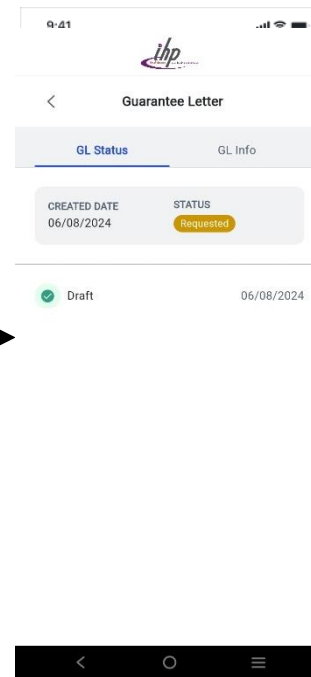 9:41
ihp
Guarantee Letter
GL Status
GL Info
CREATED DATE
STATUS
06/08/2024
Requested
Draft
06/08/2024